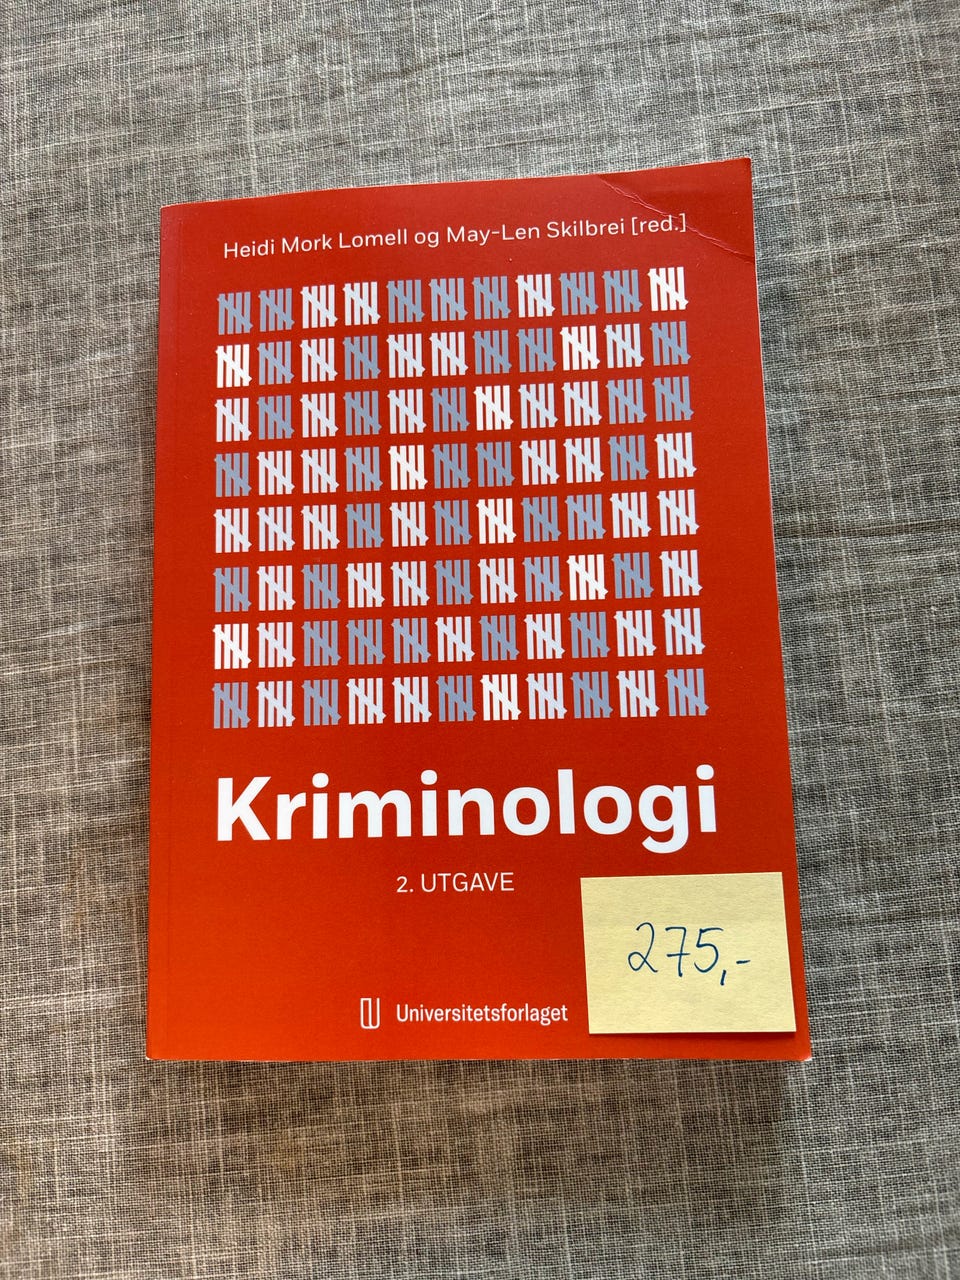 Heidi Mork Lomell og May-Len Skilbrei [red.]
Kriminologi
2. UTGAVE
275,-
Universitetsforlaget